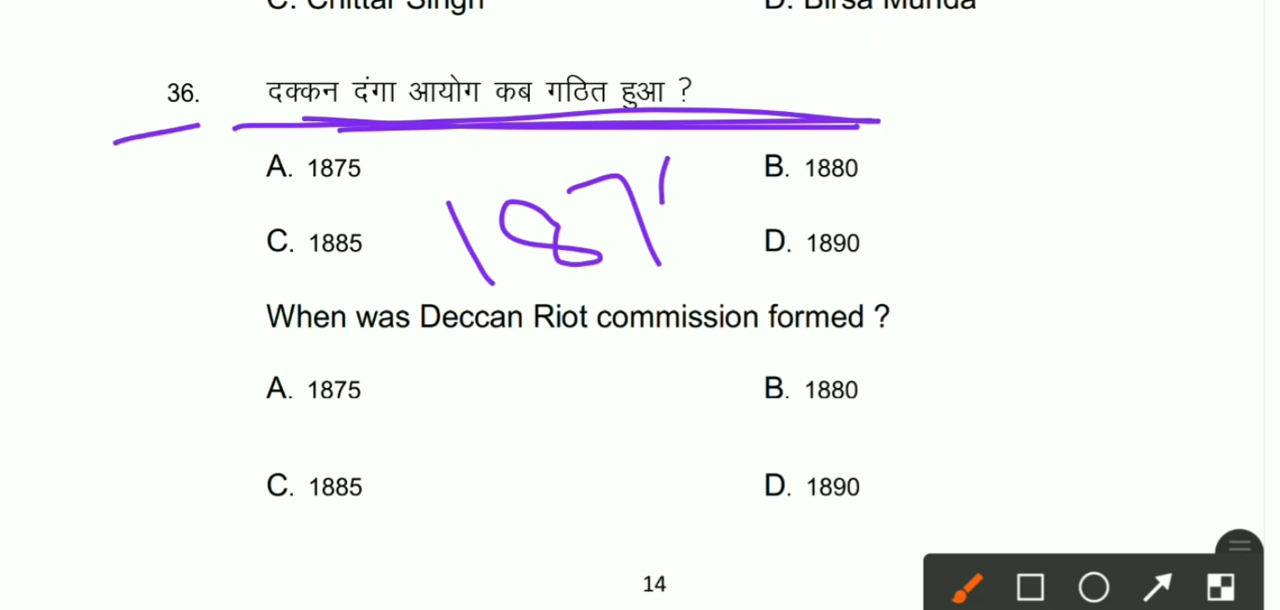 36. दक्कन दंगा आयोग कब गठित हुआ ?
A. 1875 B. 1880
C. 1885 D. 1890
When was Deccan Riot commission formed ?
A. 1875 B. 1880
C. 1885 D. 1890
14